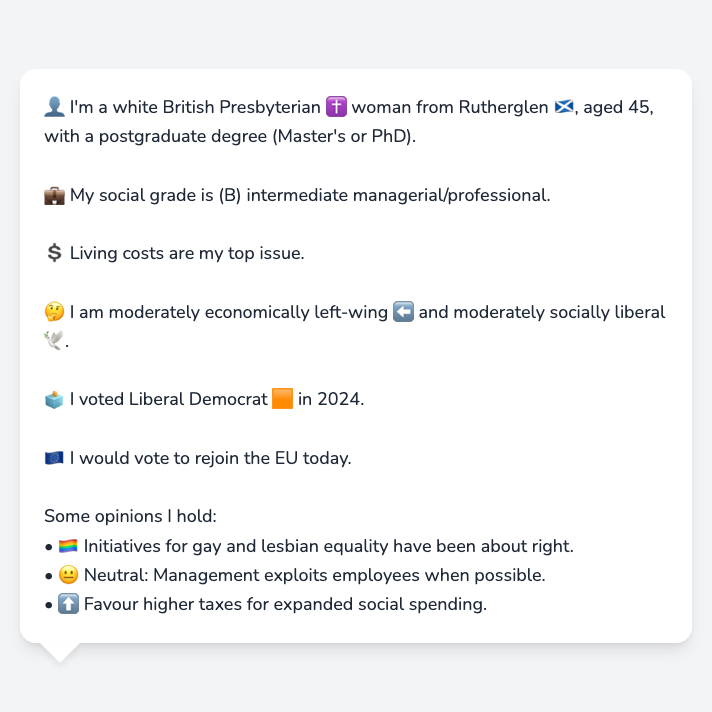 👤 I'm a white British Presbyterian ✝️ woman from Rutherglen 🏴󠁧󠁢󠁳󠁣󠁴󠁿, aged 45,
with a postgraduate degree (Master's or PhD).
💼 My social grade is (B) intermediate managerial/professional.
💲 Living costs are my top issue.
🤔 I am moderately economically left-wing ⬅️ and moderately socially liberal
🕊️.
🗳️ I voted Liberal Democrat 🟧 in 2024.
🇪🇺 I would vote to rejoin the EU today.
Some opinions I hold:
• 🏳️‍🌈 Initiatives for gay and lesbian equality have been about right.
• 😐 Neutral: Management exploits employees when possible.
• ⬆️ Favour higher taxes for expanded social spending.